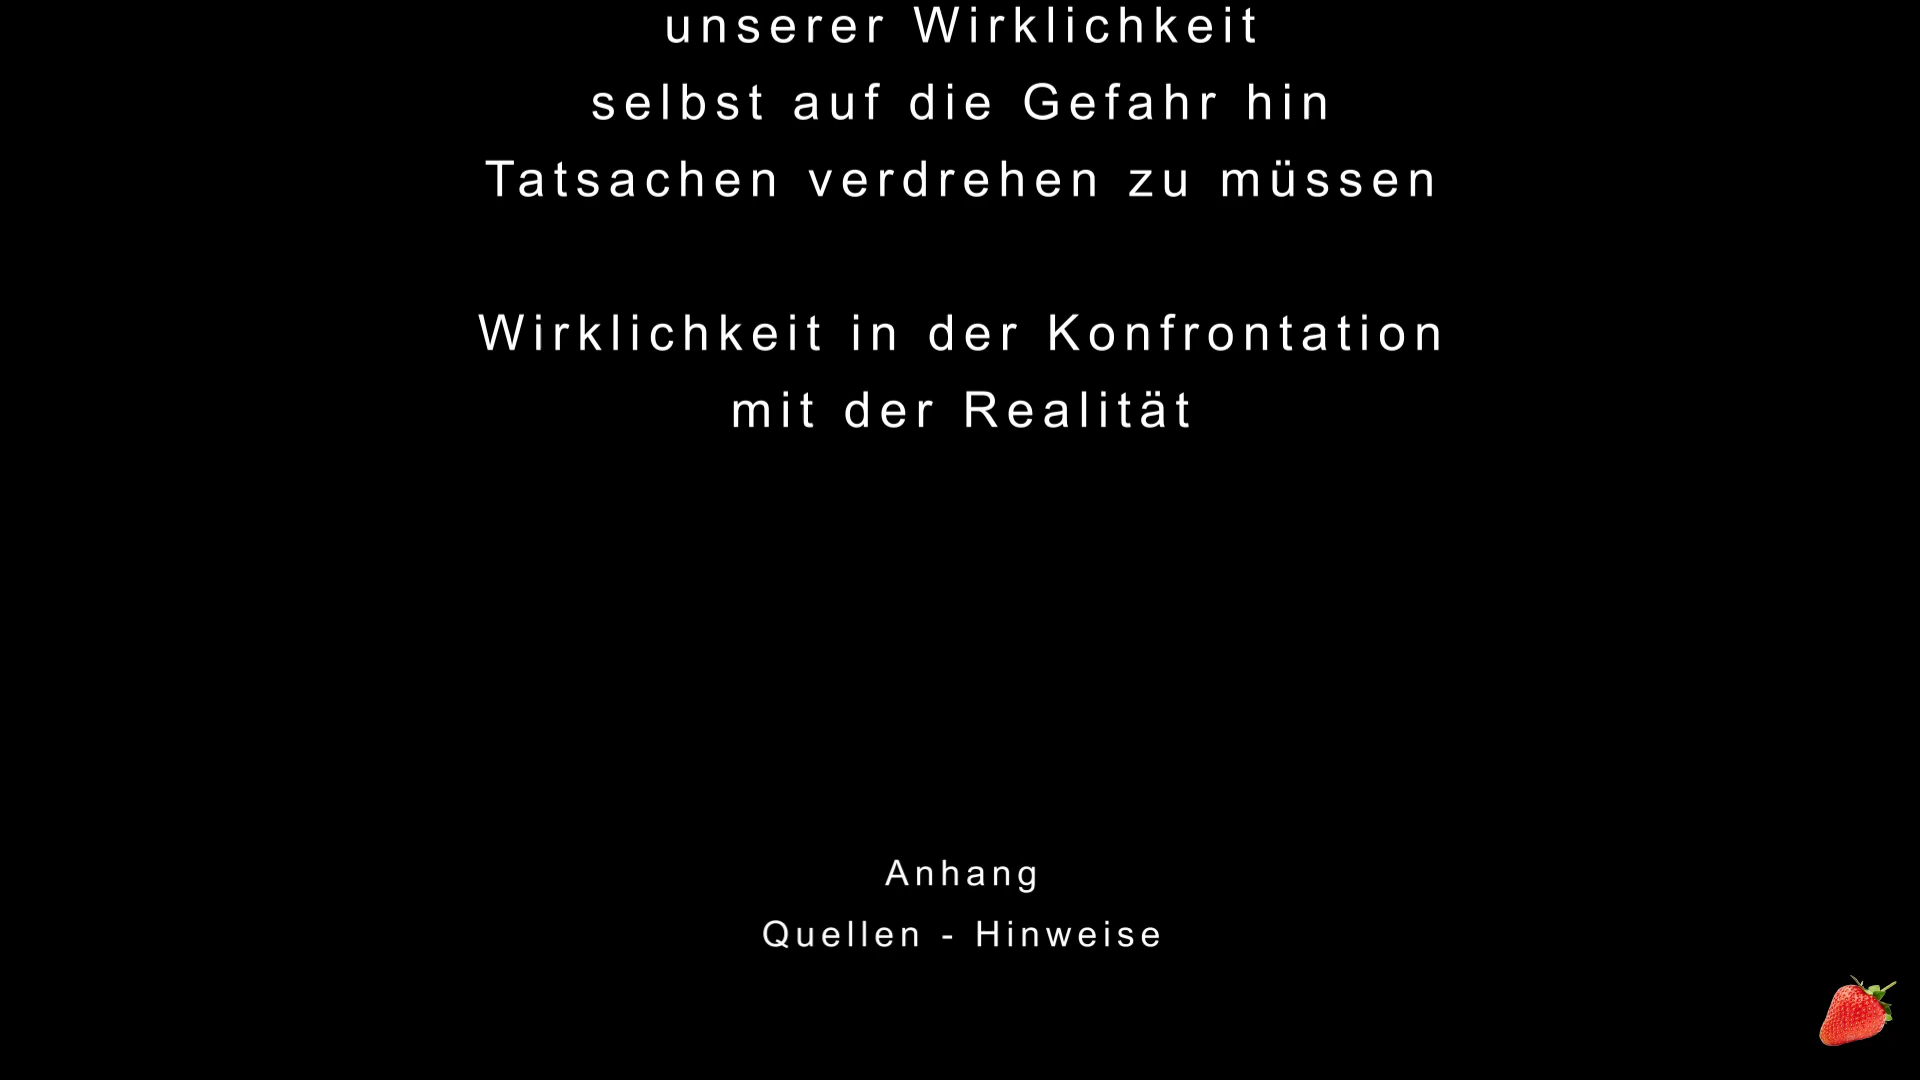 unserer Wirklichkeit
selbst auf die Gefahr hin
Tatsachen verdrehen zu müssen
Wirklichkeit in der Konfrontation
mit der Realität
Anhang
Quellen - Hinweise